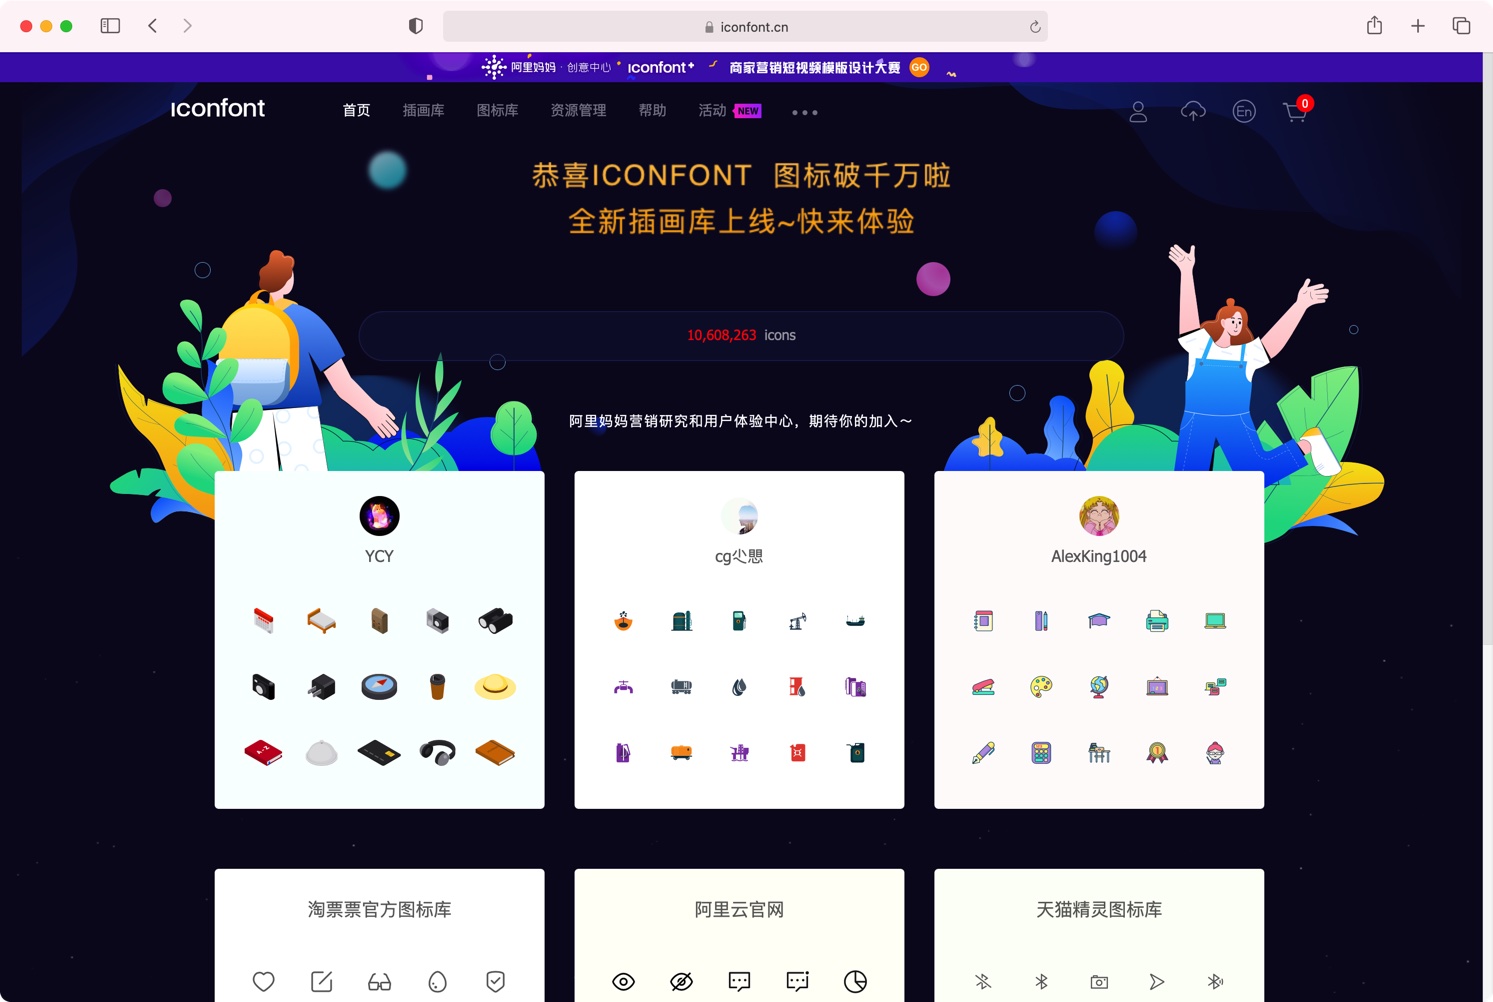 iconfont.cn
阿里妈妈·创意中心 iconfont+ 商家营销短视频模版设计大赛 GO
iconfont 首页 插画库 图标库 资源管理 帮助 活动 NEW ••• En 0
恭喜ICONFONT 图标破千万啦
全新插画库上线~快来体验
10,608,263 icons
阿里妈妈营销研究和用户体验中心，期待你的加入～
YCY
AlexKing1004
A-Z
淘票票官方图标库
阿里云官网
天猫精灵图标库